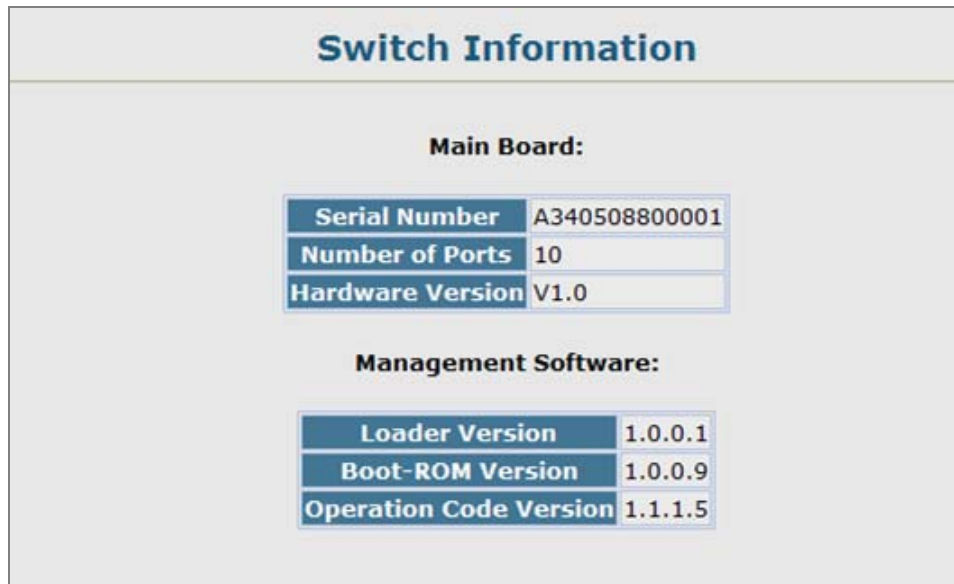 Switch Information
Main Board:
Serial Number A340508800001
Number of Ports 10
Hardware Version V1.0
Management Software:
Loader Version 1.0.0.1
Boot-ROM Version 1.0.0.9
Operation Code Version 1.1.1.5